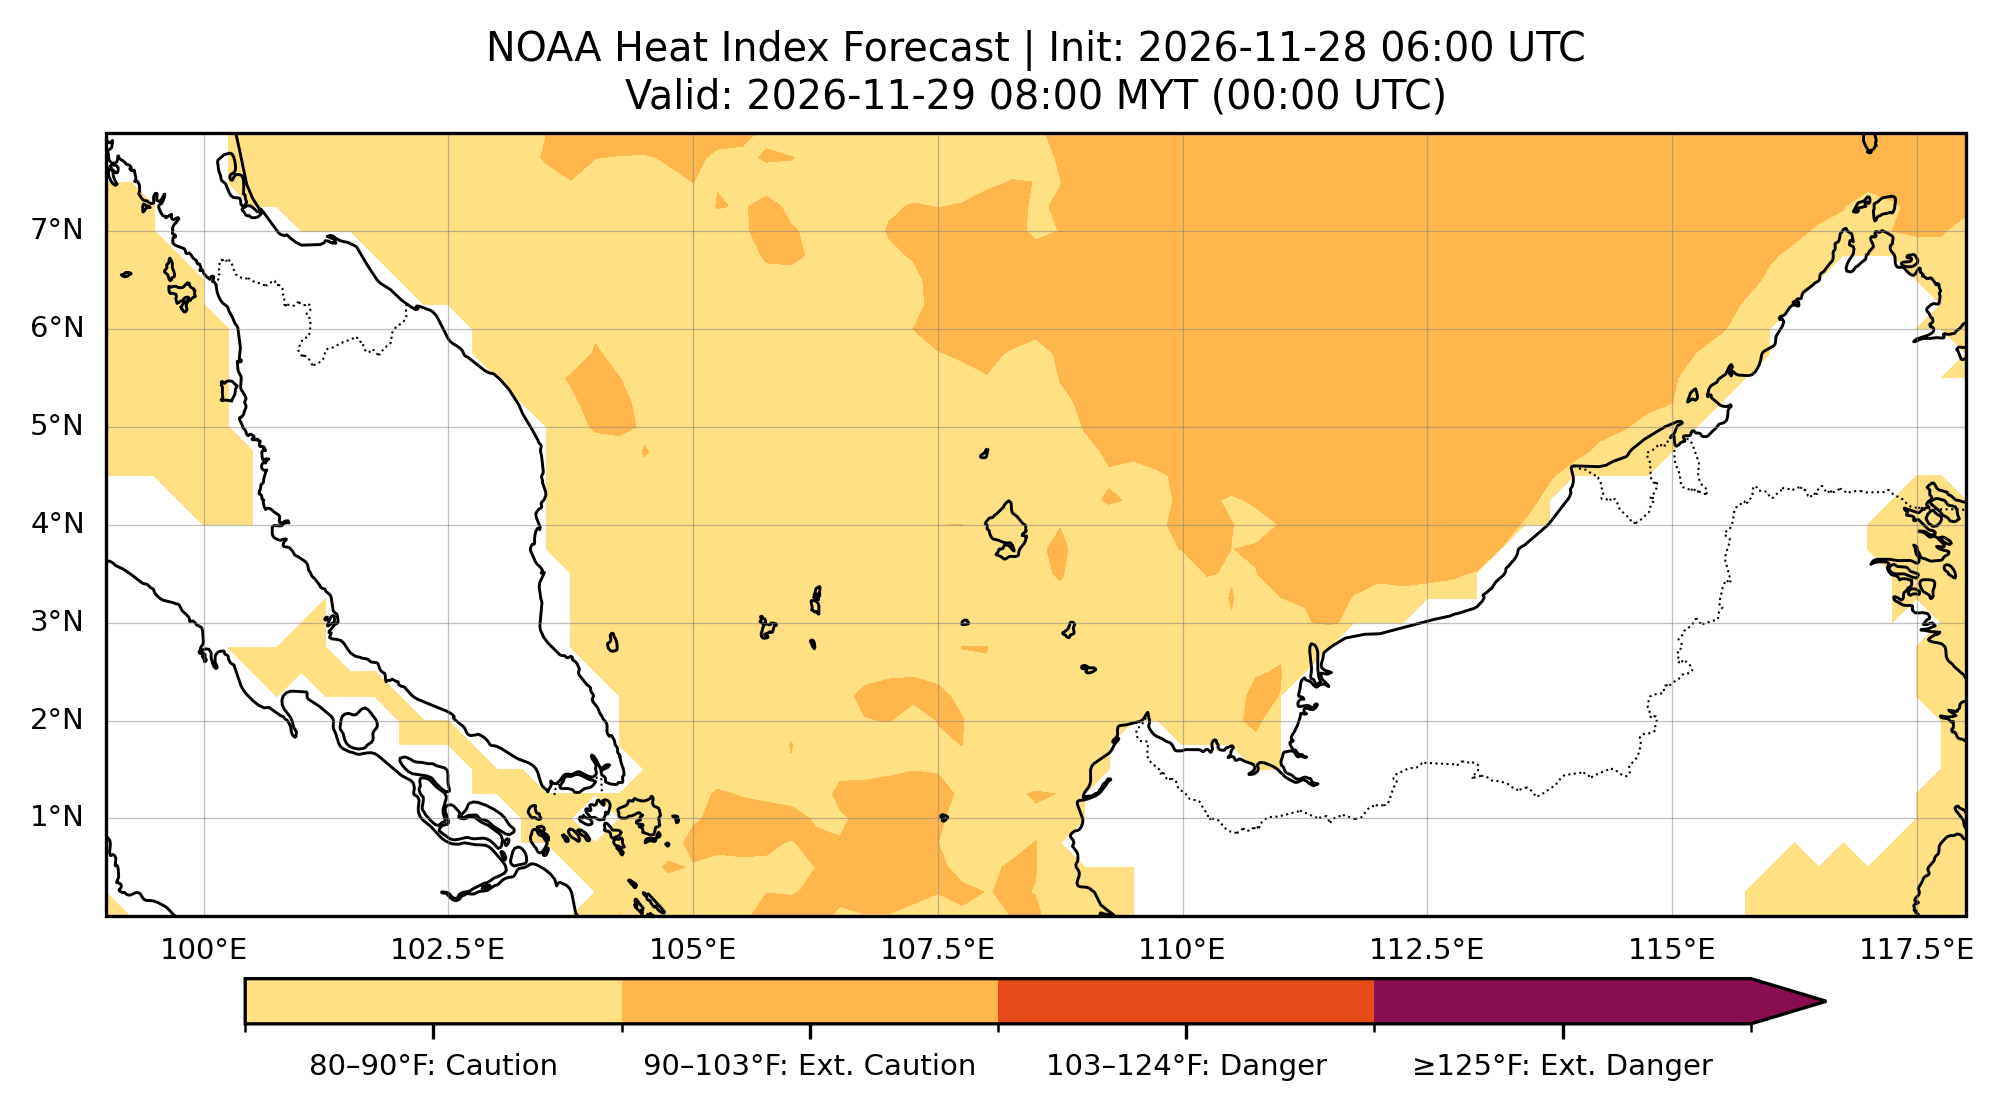 NOAA Heat Index Forecast | Init: 2026-11-28 06:00 UTC
Valid: 2026-11-29 08:00 MYT (00:00 UTC)
7°N
6°N
5°N
4°N
3°N
2°N
1°N
100°E
102.5°E
105°E
107.5°E
110°E
112.5°E
115°E
117.5°E
80–90°F: Caution
90–103°F: Ext. Caution
103–124°F: Danger
≥125°F: Ext. Danger